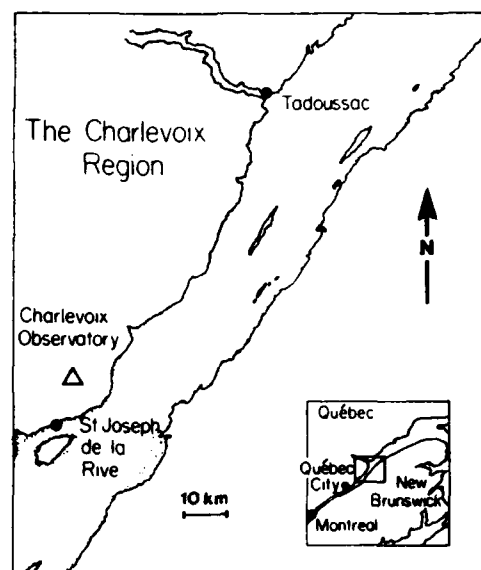 Tadoussac
The Charlevoix
Region
N
Charlevoix
Observatory
St Joseph
de la
Rive
10 km
Québec
Québec
City
New
Brunswick
Montreal